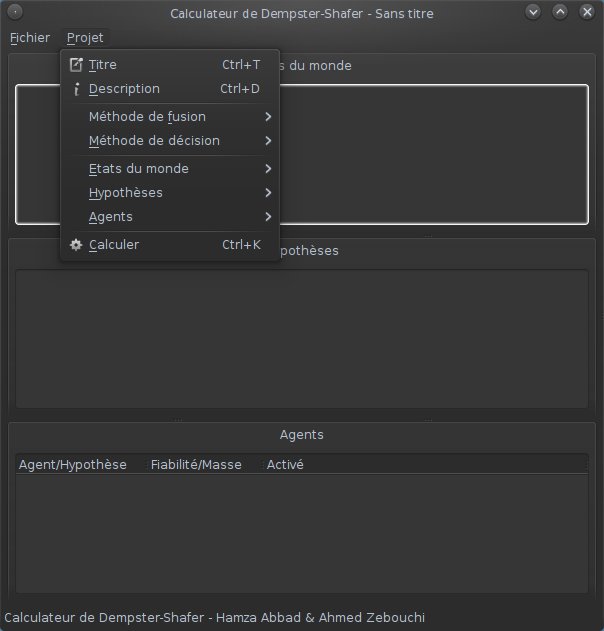 Calculateur de Dempster-Shafer - Sans titre
Fichier Projet
s du monde
Titre Ctrl+T
Description Ctrl+D
Méthode de fusion
Méthode de décision
Etats du monde
Hypothèses
Agents
Calculer Ctrl+K
pothèses
Agents
Agent/Hypothèse Fiabilité/Masse Activé
Calculateur de Dempster-Shafer - Hamza Abbad & Ahmed Zebouchi